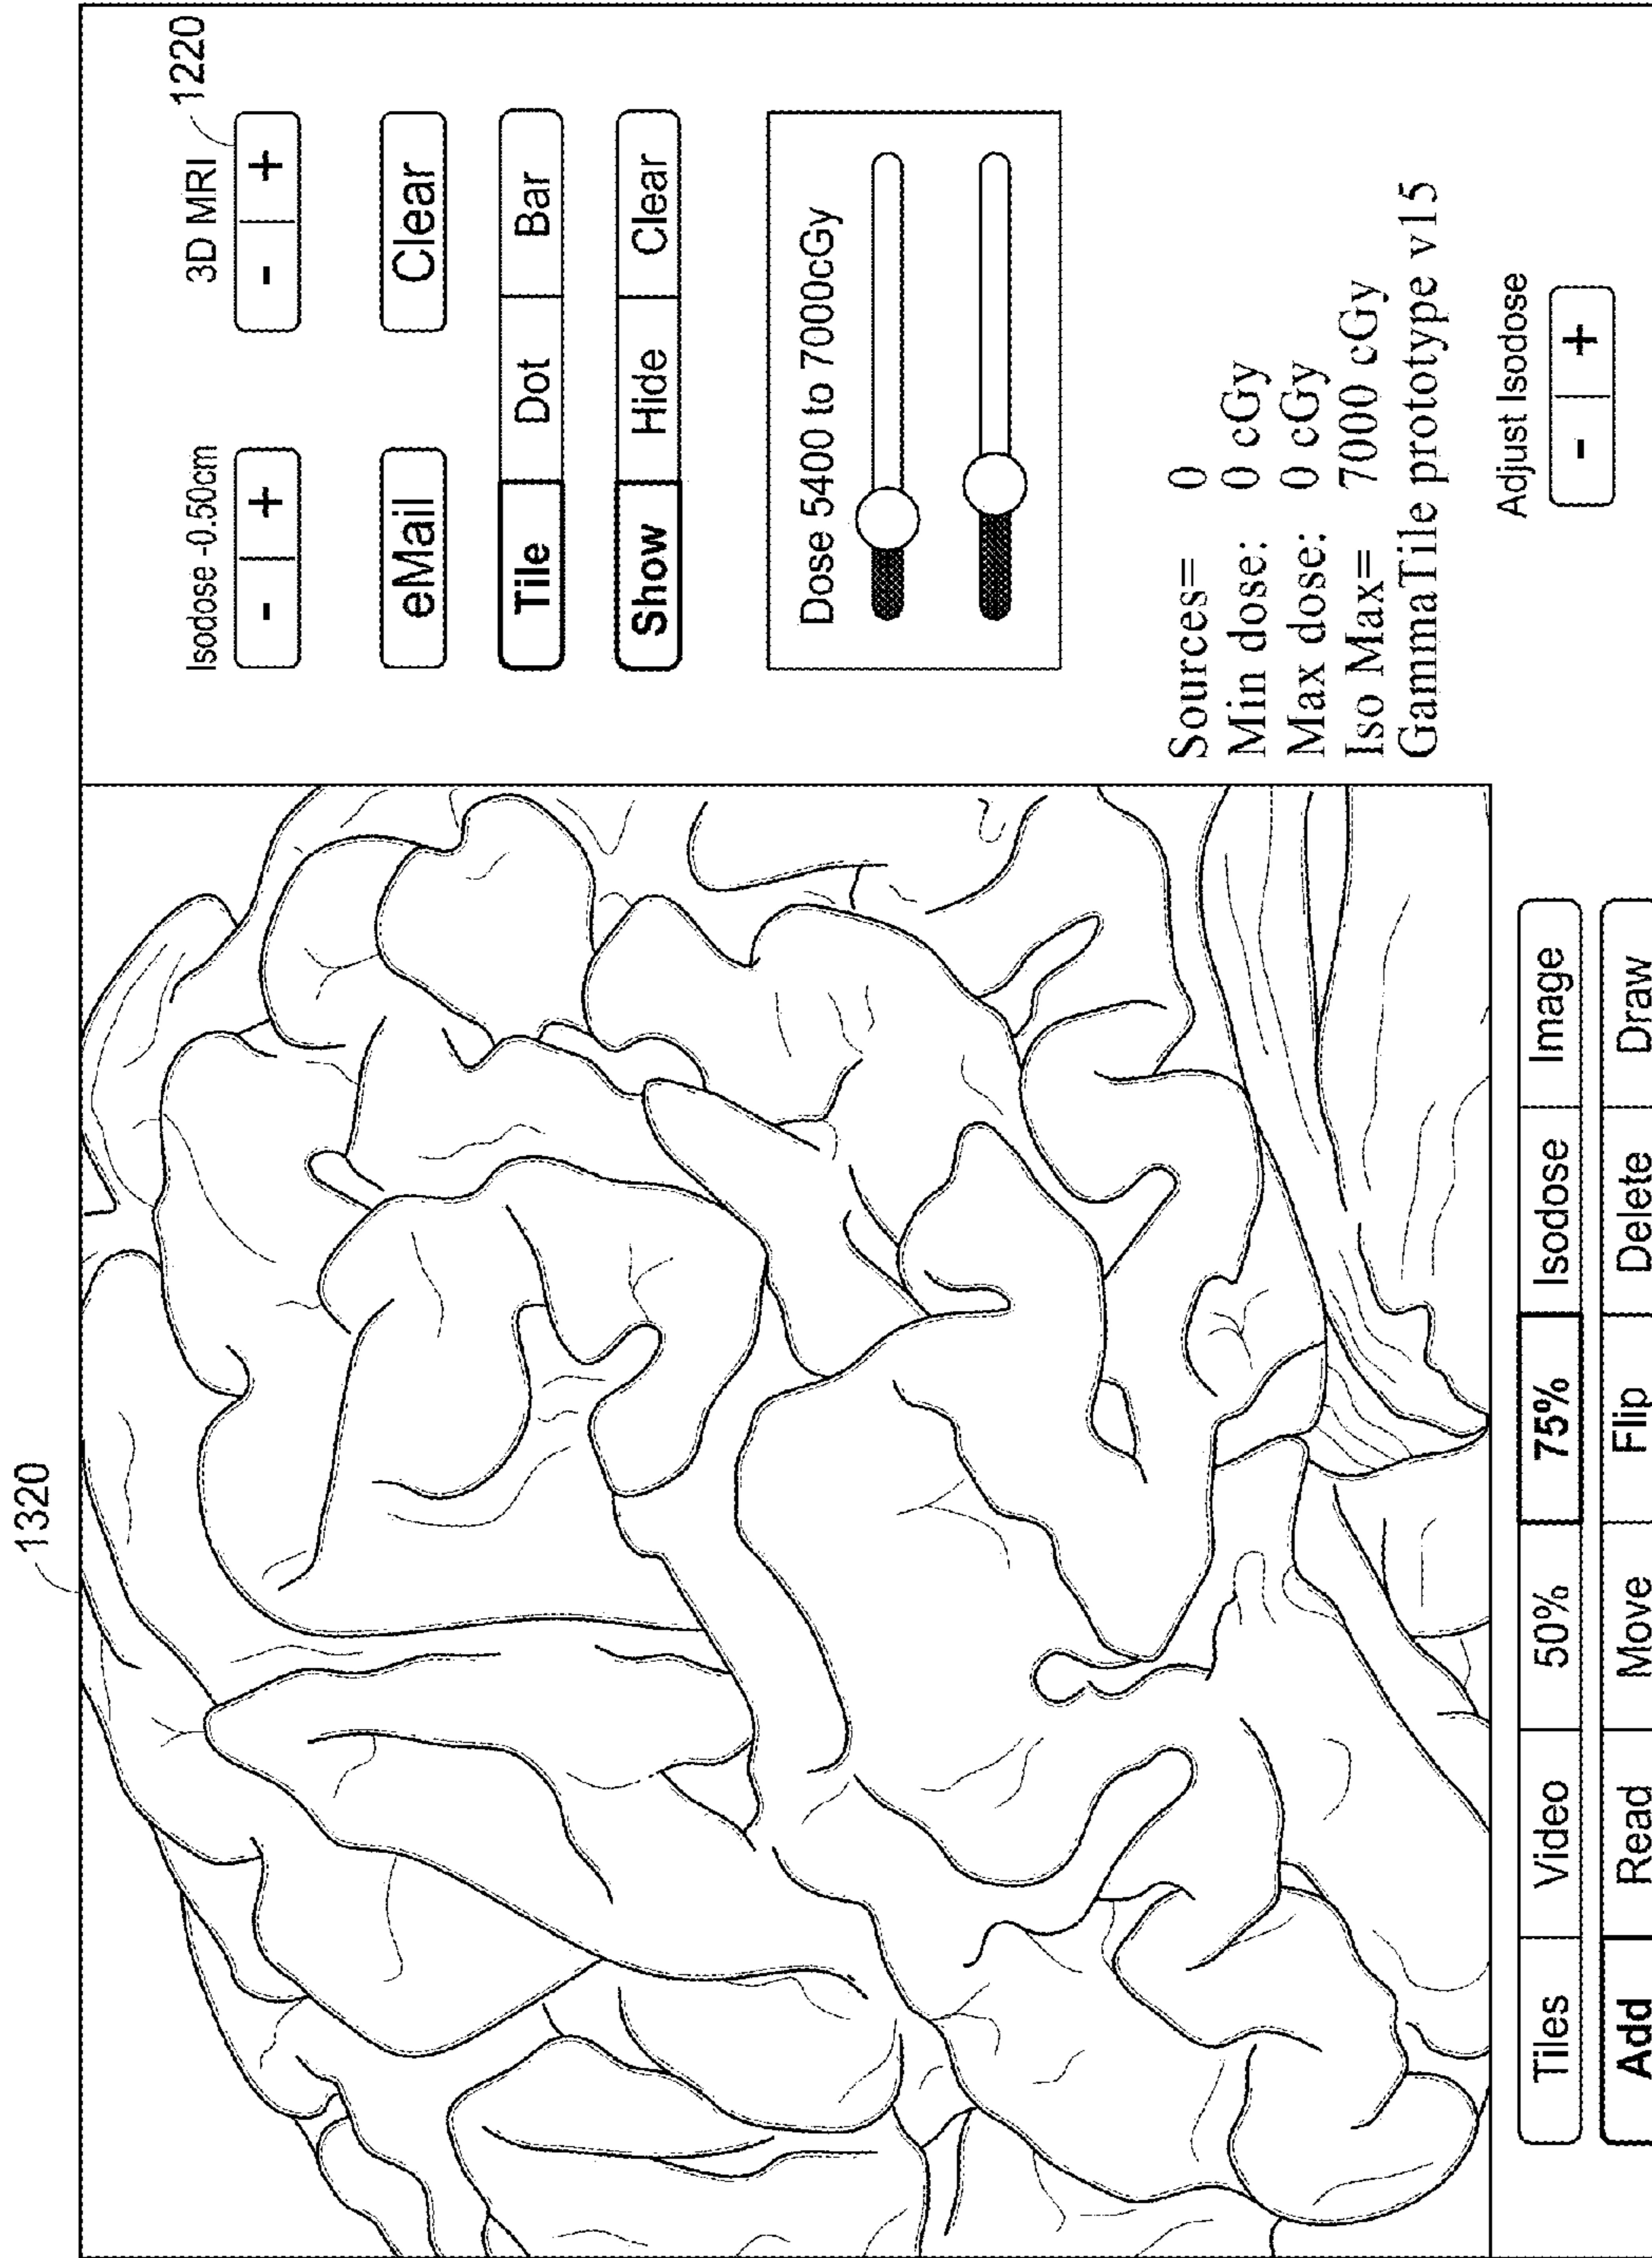 1320
Isodose -0.50cm 3D MRI
- + - + 1220
eMail Clear
Tile Dot Bar
Show Hide Clear
Dose 5400 to 7000cGy
Sources= 0
Min dose: 0 cGy
Max dose: 0 cGy
Iso Max= 7000 cGy
GammaTile prototype v15
Adjust Isodose
- +
Tiles Video 50% 75% Isodose Image
Add Read Move Flip Delete Draw